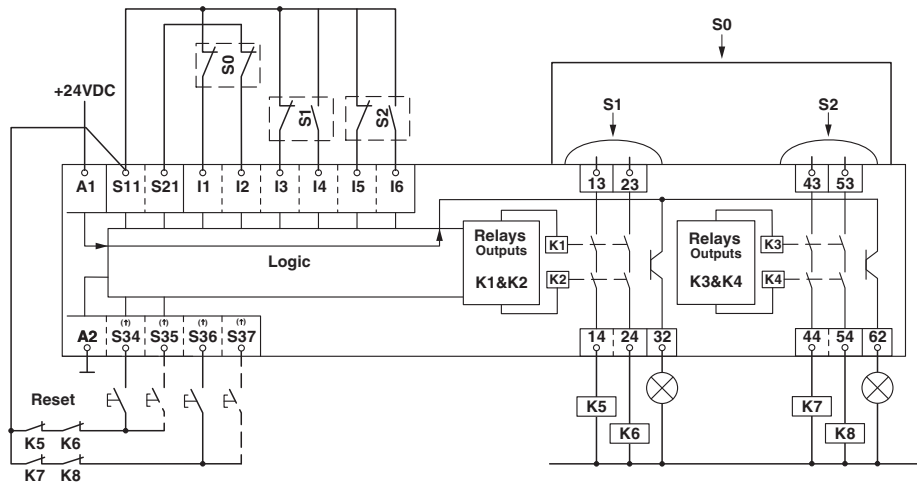 S0
+24VDC
S0
S1
S2
S1
S2
A1 S11 S21 I1 I2 I3 I4 I5 I6
13 23
43 53
Logic
Relays
Outputs
K1&K2
K1
K2
Relays
Outputs
K3&K4
K3
K4
(↑) (↑) (↑) (↑)
A2 S34 S35 S36 S37
14 24 32
44 54 62
Reset
K5 K6
K7 K8
K5
K6
K7
K8